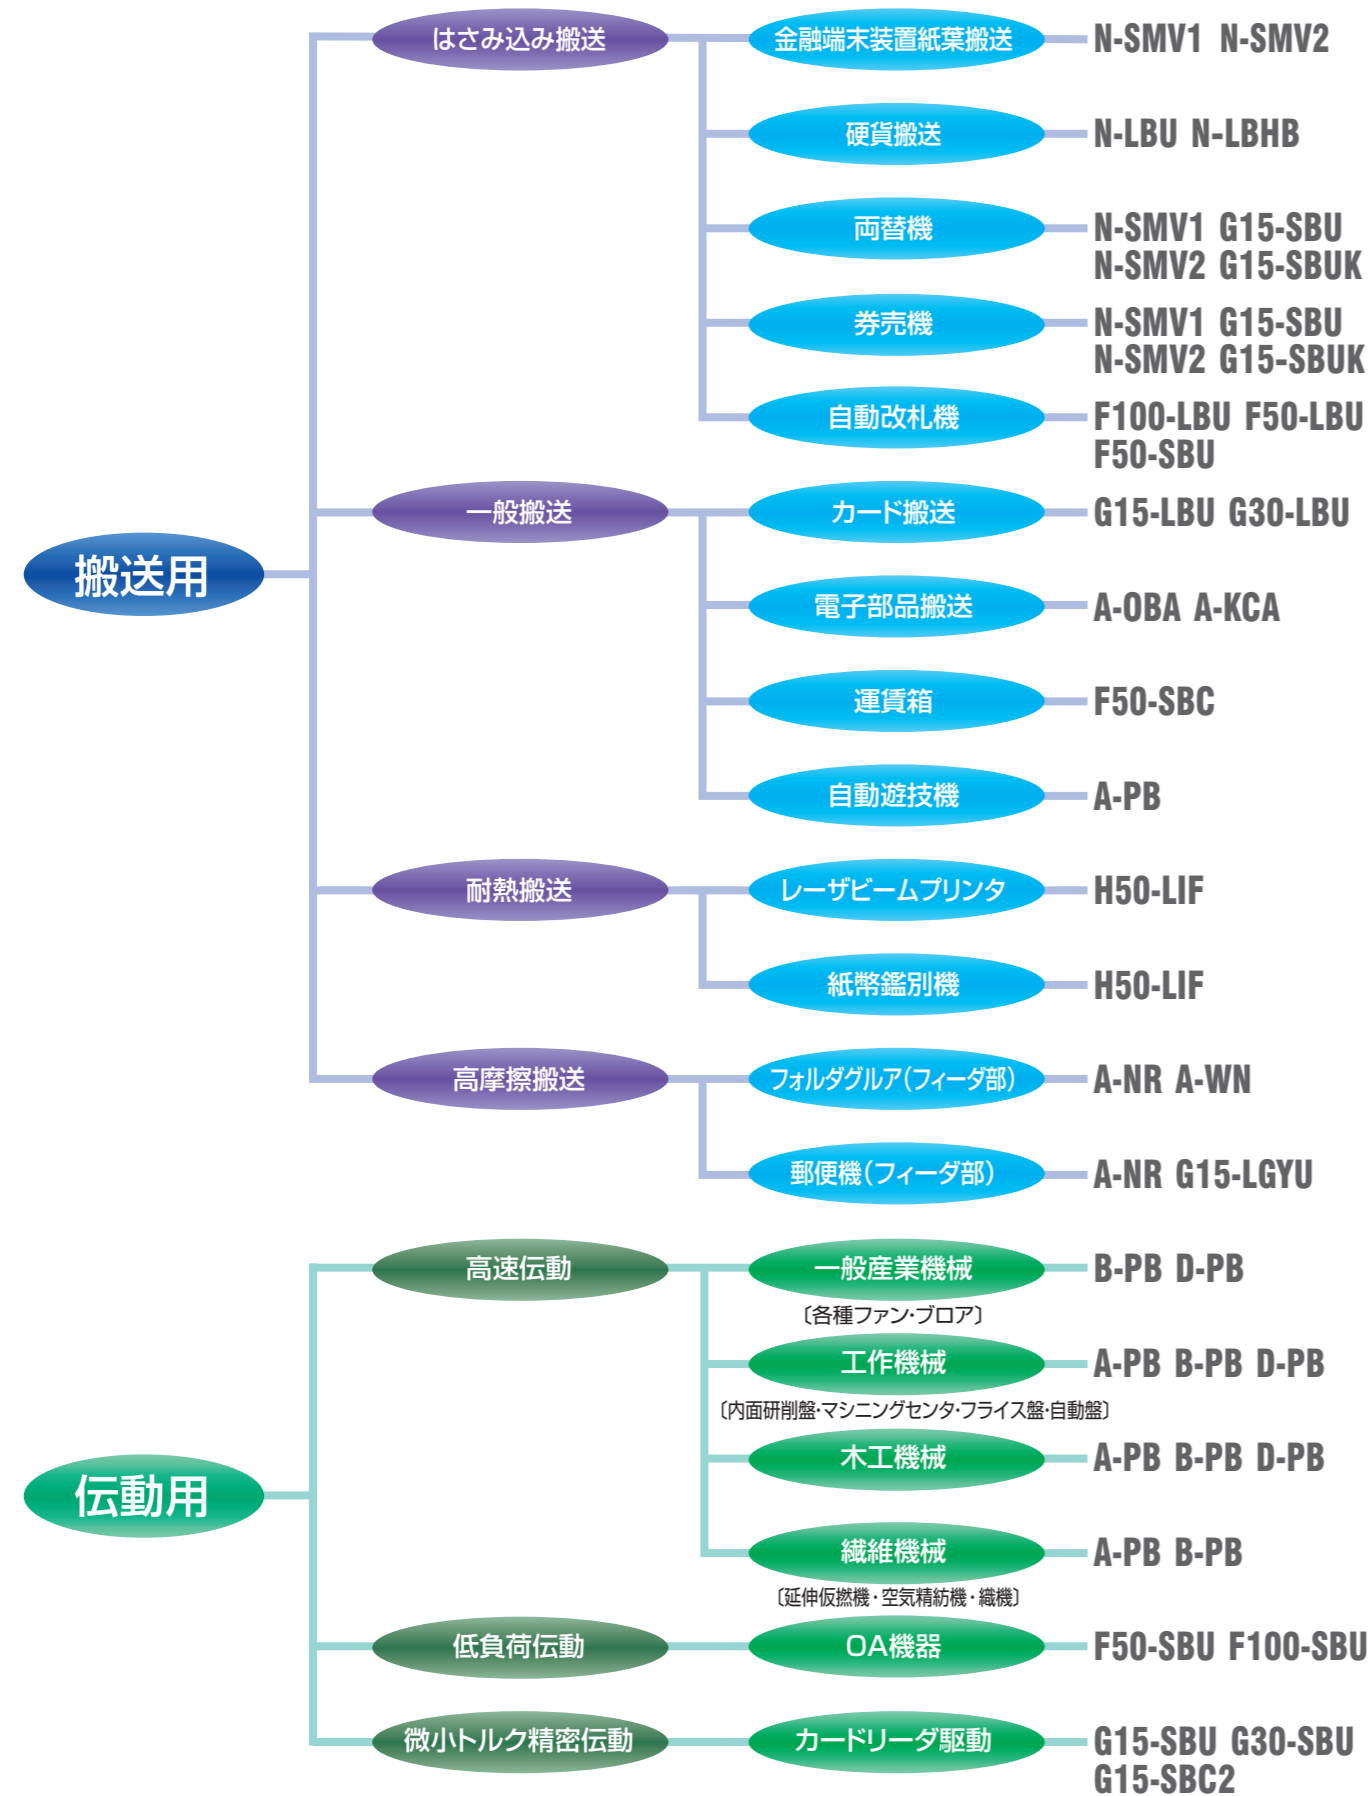 はさみ込み搬送
金融端末装置紙葉搬送
N-SMV1 N-SMV2
硬貨搬送
N-LBU N-LBHB
両替機
N-SMV1 G15-SBU
N-SMV2 G15-SBUK
券売機
N-SMV1 G15-SBU
N-SMV2 G15-SBUK
自動改札機
F100-LBU F50-LBU
F50-SBU
搬送用
一般搬送
カード搬送
G15-LBU G30-LBU
電子部品搬送
A-OBA A-KCA
運賃箱
F50-SBC
自動遊技機
A-PB
耐熱搬送
レーザビームプリンタ
H50-LIF
紙幣鑑別機
H50-LIF
高摩擦搬送
フォルダグルア(フィーダ部)
A-NR A-WN
郵便機(フィーダ部)
A-NR G15-LGYU
高速伝動
一般産業機械
B-PB D-PB
〔各種ファン・ブロア〕
工作機械
A-PB B-PB D-PB
〔内面研削盤・マシニングセンタ・フライス盤・自動盤〕
木工機械
A-PB B-PB D-PB
伝動用
繊維機械
A-PB B-PB
〔延伸仮撚機・空気精紡機・織機〕
低負荷伝動
OA機器
F50-SBU F100-SBU
微小トルク精密伝動
カードリーダ駆動
G15-SBU G30-SBU
G15-SBC2